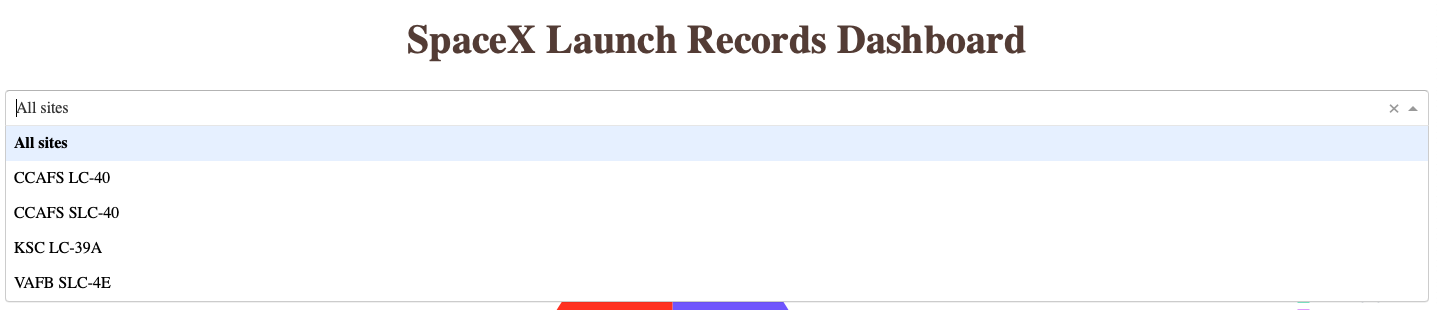 SpaceX Launch Records Dashboard
All sites
All sites
CCAFS LC-40
CCAFS SLC-40
KSC LC-39A
VAFB SLC-4E